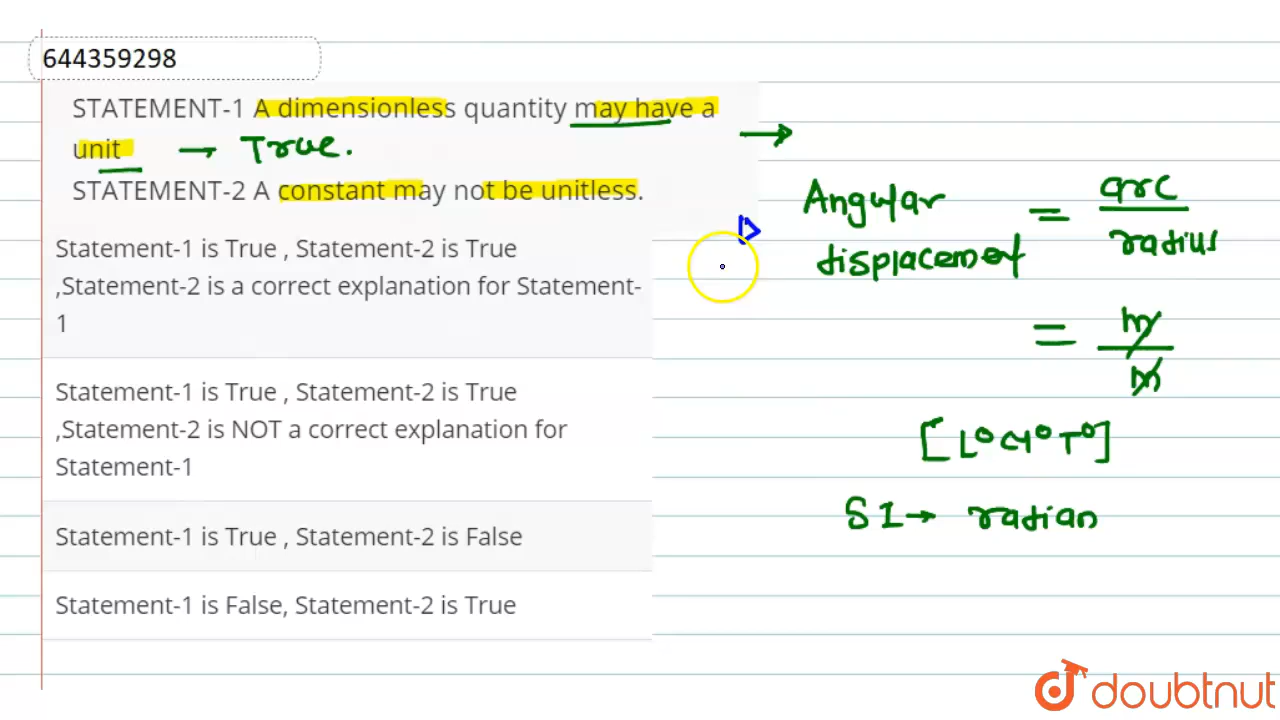 644359298
STATEMENT-1 A dimensionless quantity may have a
unit → True.
STATEMENT-2 A constant may not be unitless.
Statement-1 is True , Statement-2 is True
,Statement-2 is a correct explanation for Statement-
1
Statement-1 is True , Statement-2 is True
,Statement-2 is NOT a correct explanation for
Statement-1
Statement-1 is True , Statement-2 is False
Statement-1 is False, Statement-2 is True
→
Angular displacement = arc / radius
= m / m
[L⁰ M⁰ T⁰]
SI → radian
doubtnut